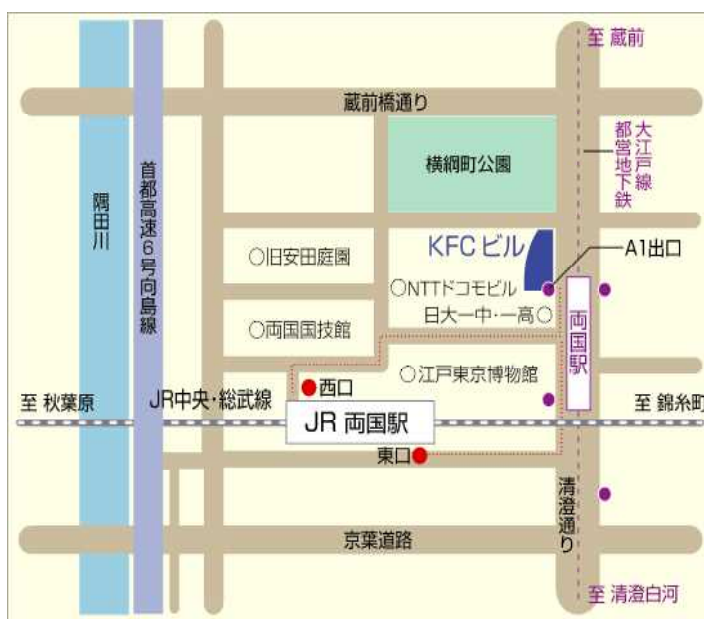 至 蔵前
蔵前橋通り
大江戸線
都営地下鉄
横綱町公園
隅田川
首都高速6号向島線
KFC ビル
A1出口
○旧安田庭園
○NTTドコモビル
日大一中・一高○
○両国国技館
両国駅
○江戸東京博物館
西口
至 秋葉原
JR中央・総武線
JR 両国駅
至 錦糸町
東口
清澄通り
京葉道路
至 清澄白河